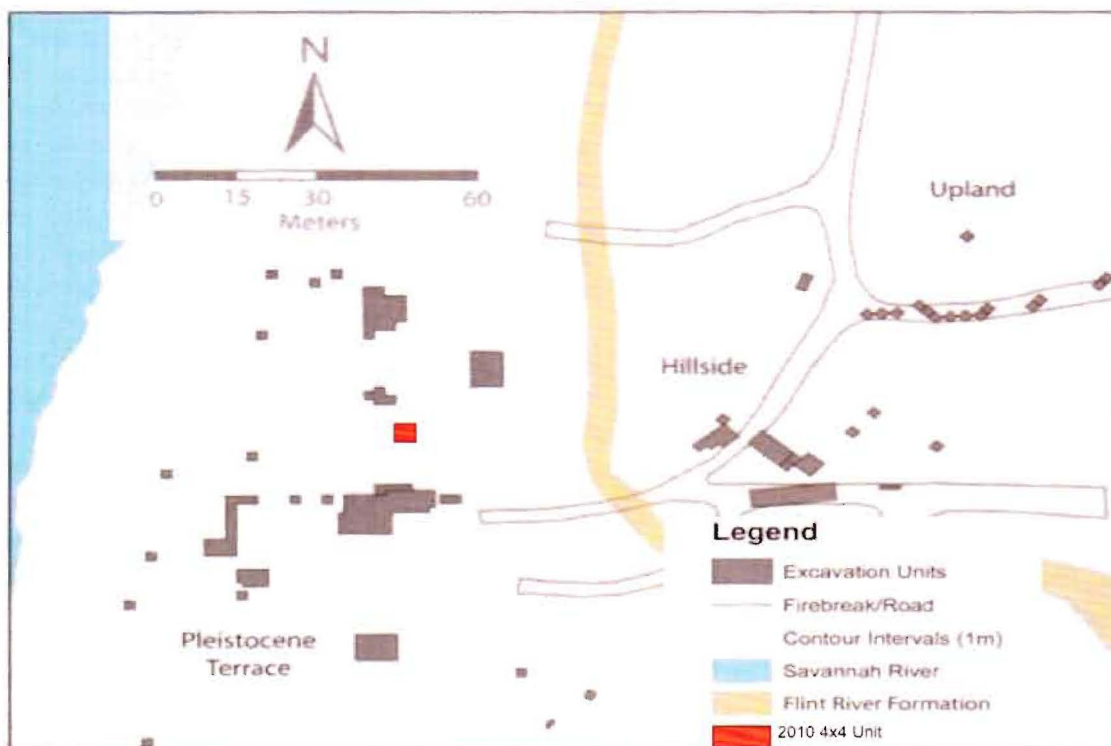 N
0 15 30 60
Meters
Upland
Hillside
Pleistocene
Terrace
Legend
Excavation Units
Firebreak/Road
Contour Intervals (1m)
Savannah River
Flint River Formation
2010 4x4 Unit